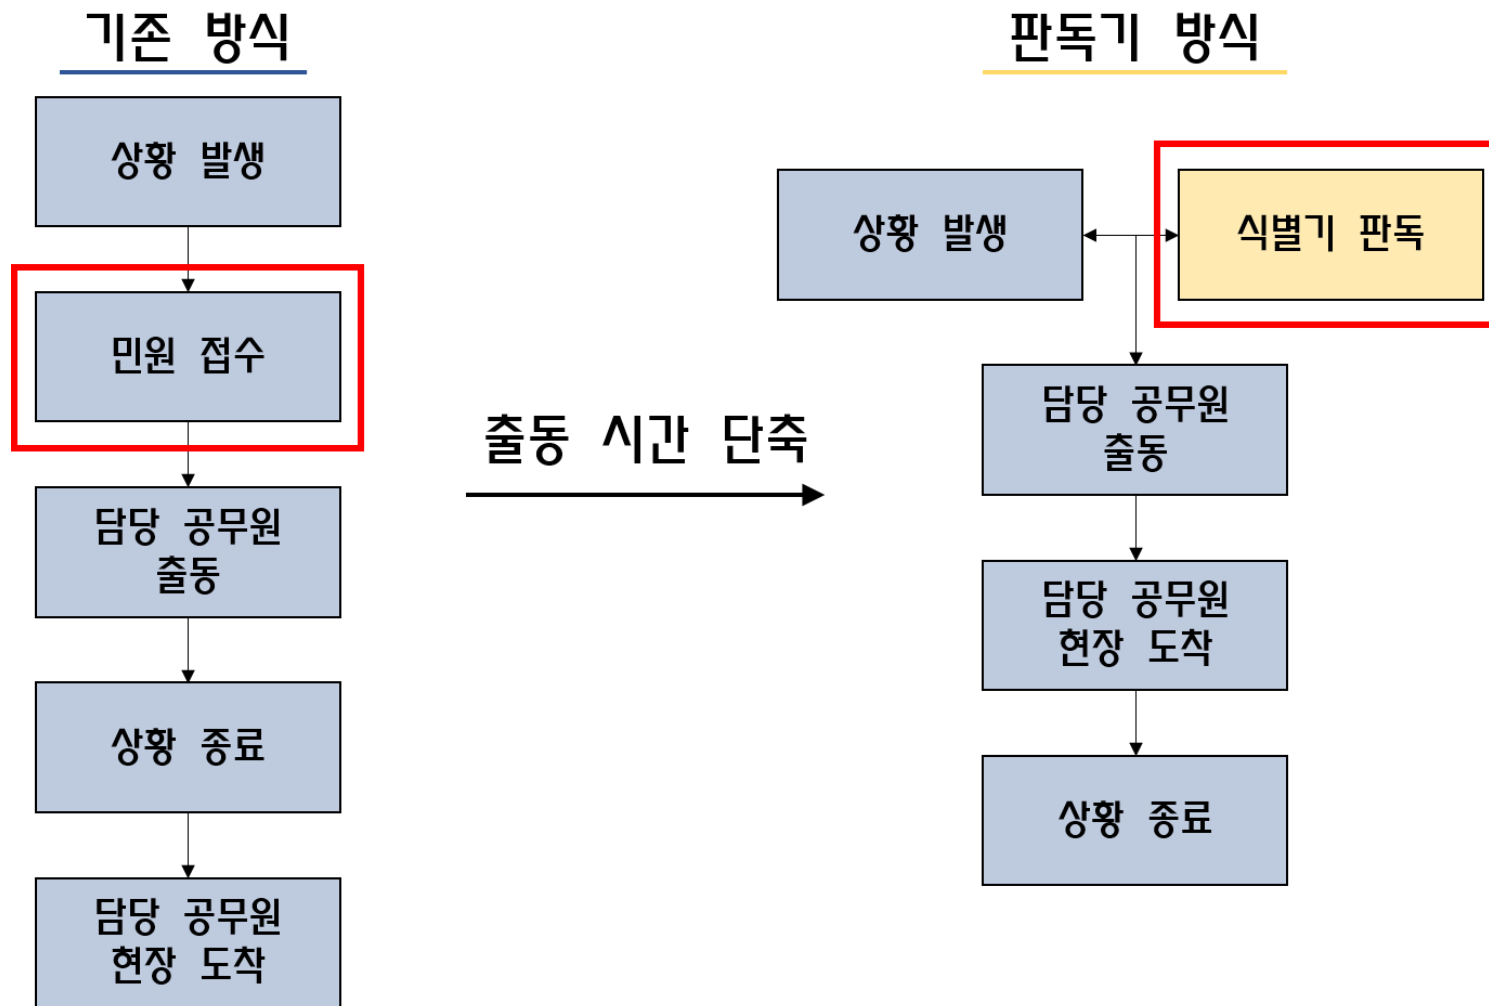 기존 방식
상황 발생
민원 접수
담당 공무원
출동
상황 종료
담당 공무원
현장 도착
출동 시간 단축
판독기 방식
상황 발생
식별기 판독
담당 공무원
출동
담당 공무원
현장 도착
상황 종료